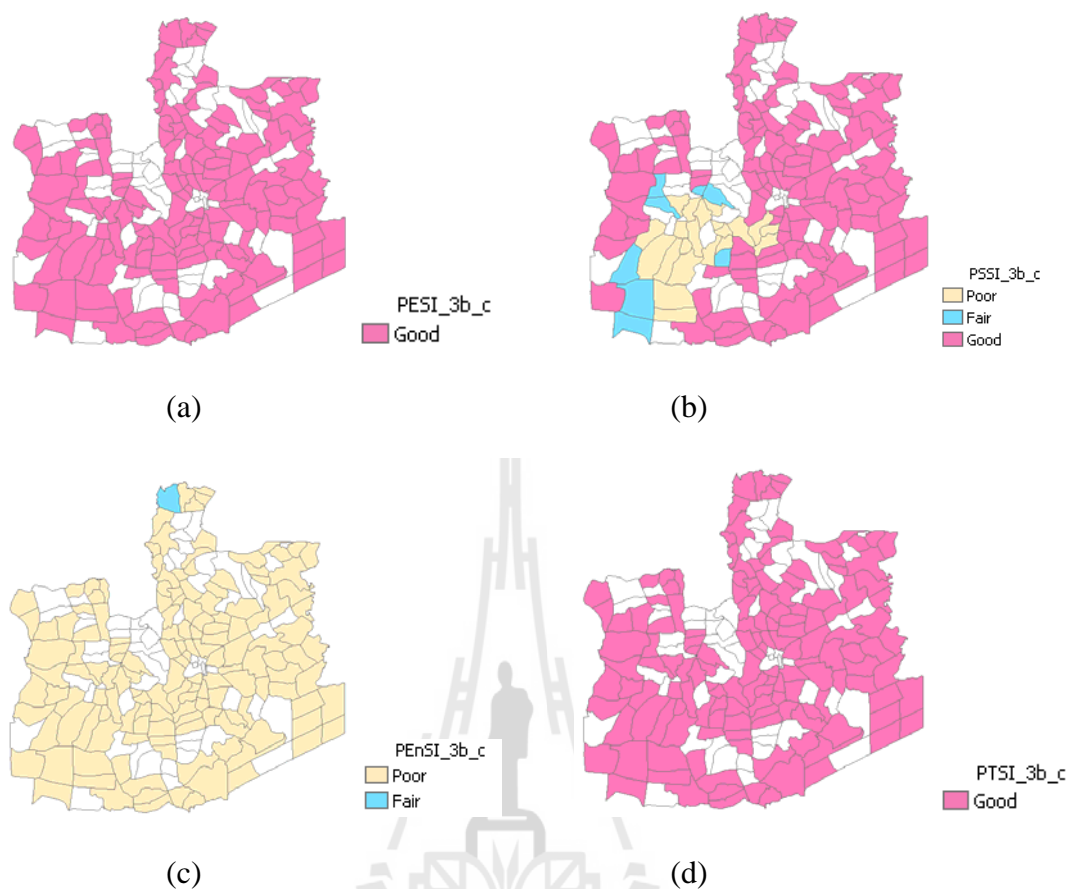 PESI_3b_c
Good
PSSI_3b_c
Poor
Fair
Good
(a)
(b)
PEnSI_3b_c
Poor
Fair
PTSI_3b_c
Good
(c)
(d)